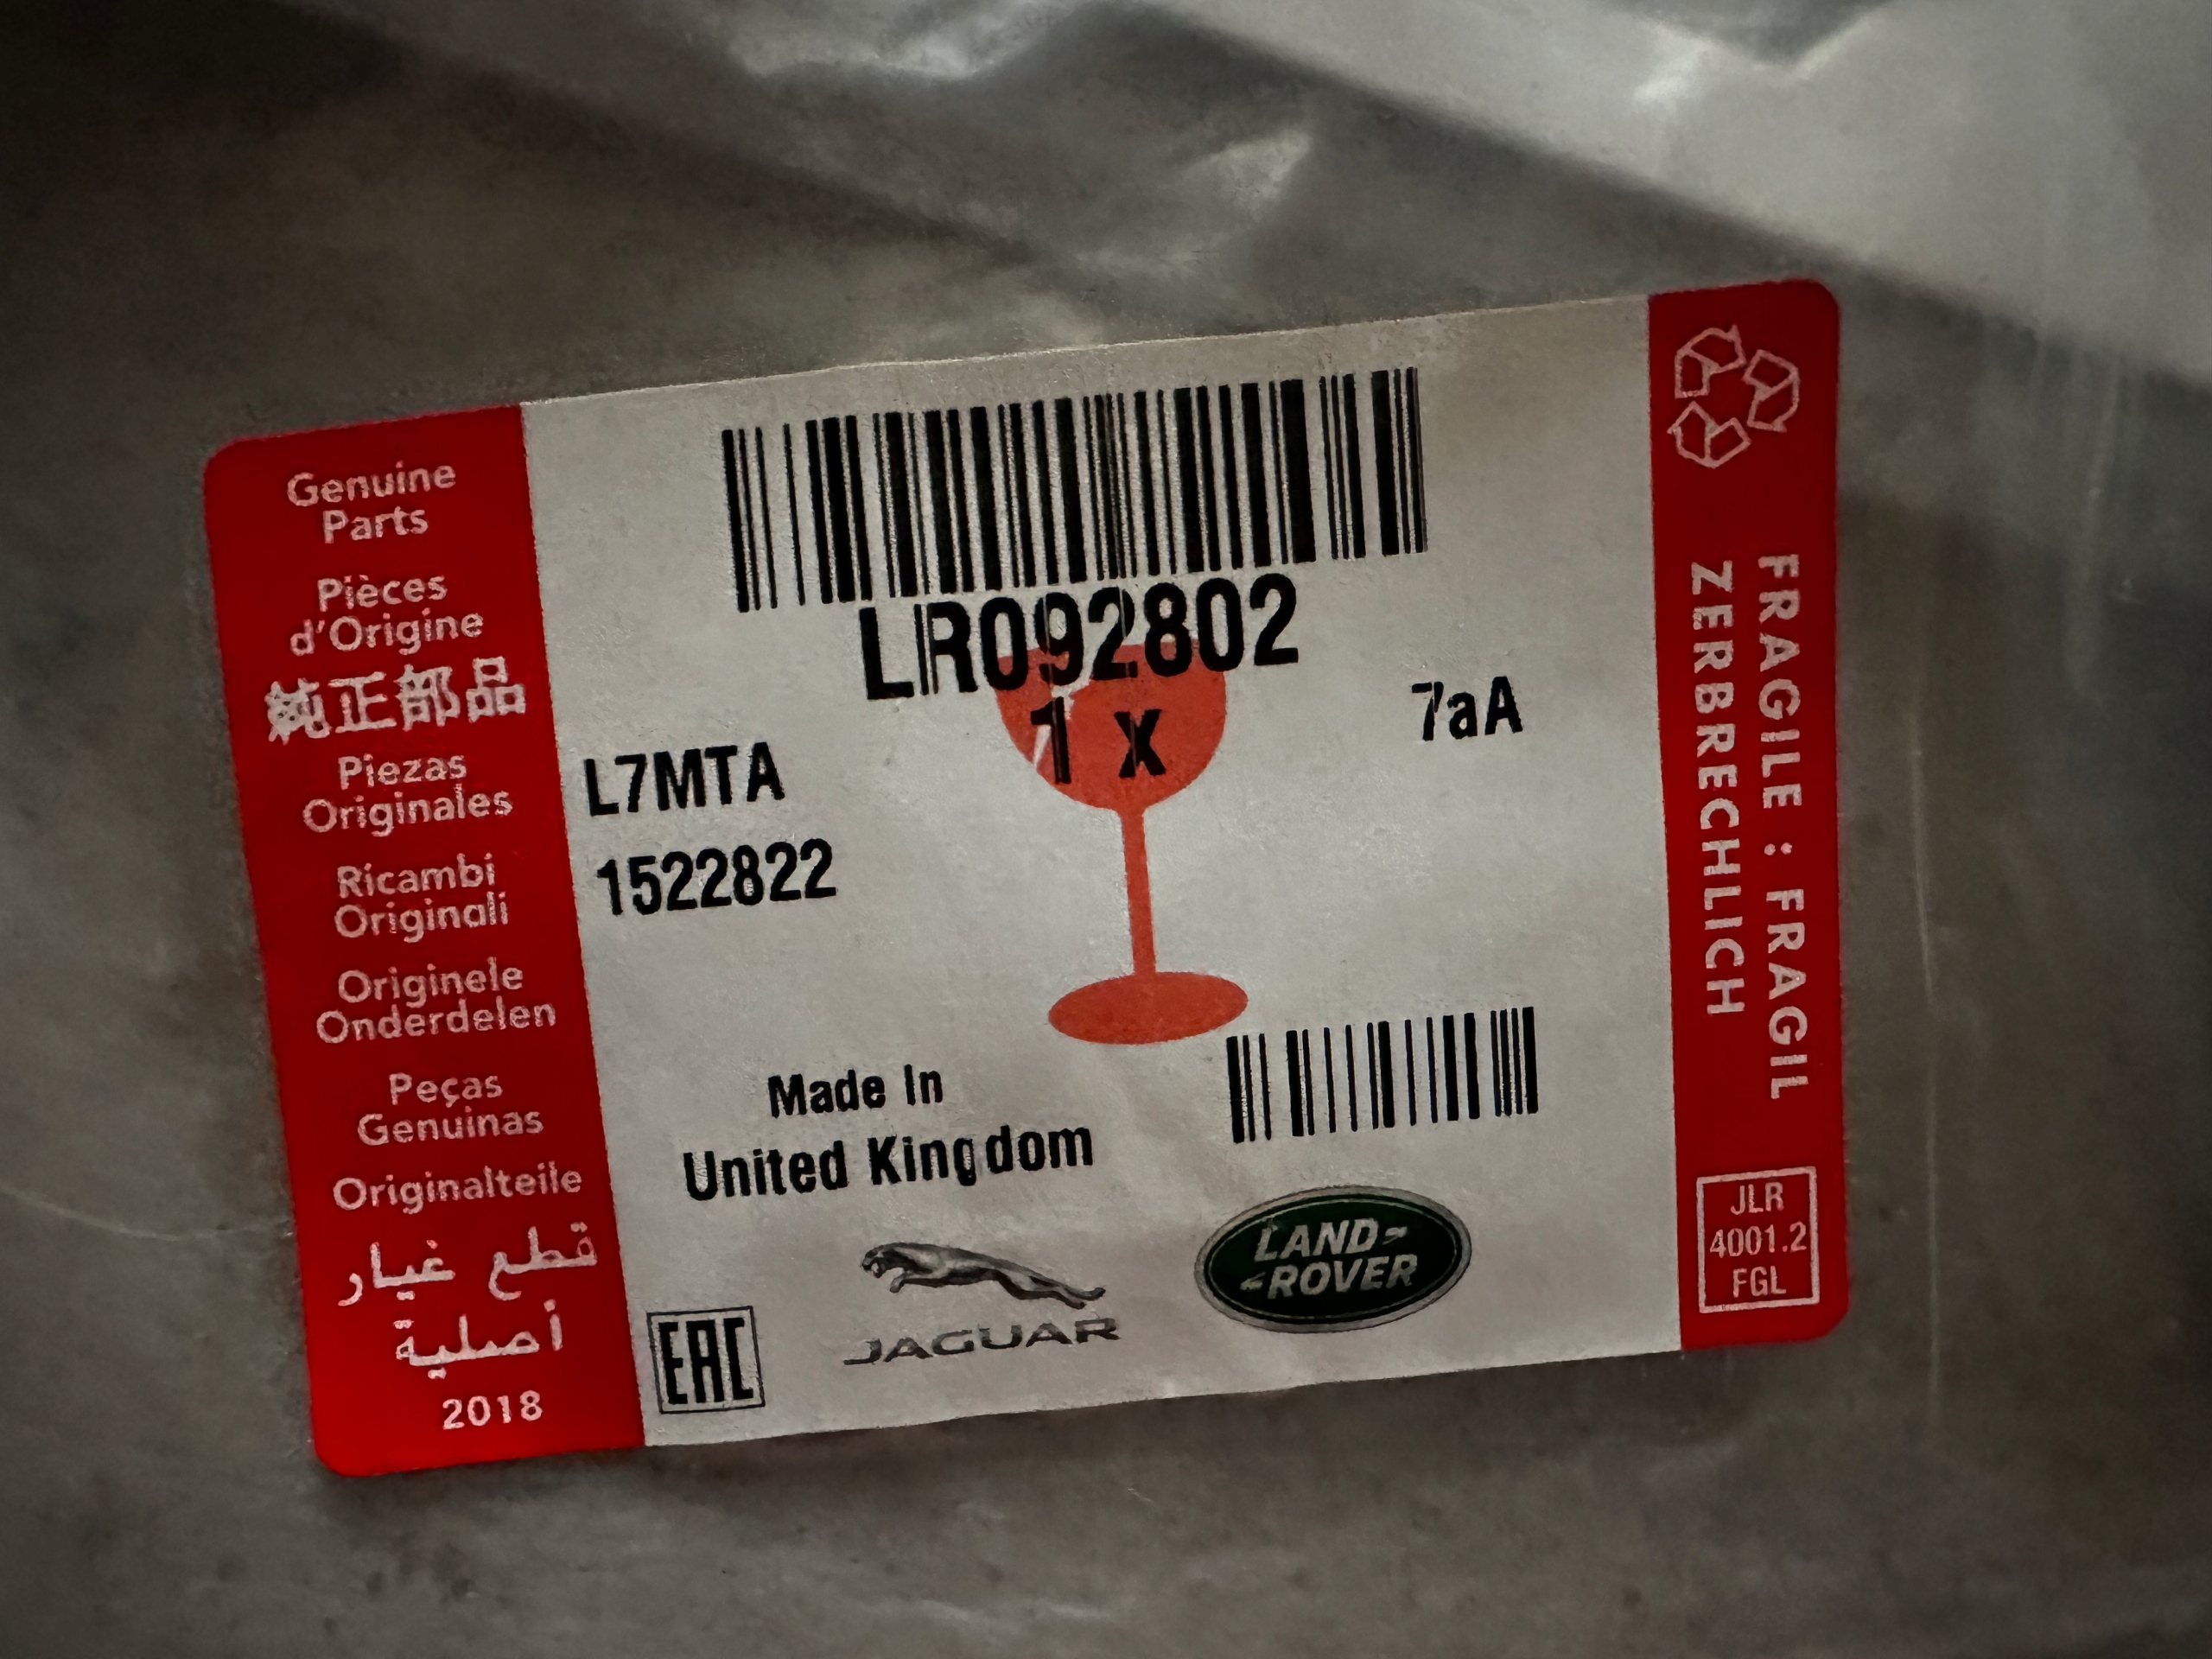 Genuine
Parts
Pièces
d'Origine
純正部品
Piezas
Originales
Ricambi
Originali
Originele
Onderdelen
Peças
Genuinas
Originalteile
قطع غيار
أصلية
2018
LR092802
1 x
7aA
L7MTA
1522822
Made In
United Kingdom
EAC
JAGUAR
LAND-
-ROVER
FRAGILE : FRAGIL
ZERBRECHLICH
JLR
4001.2
FGL